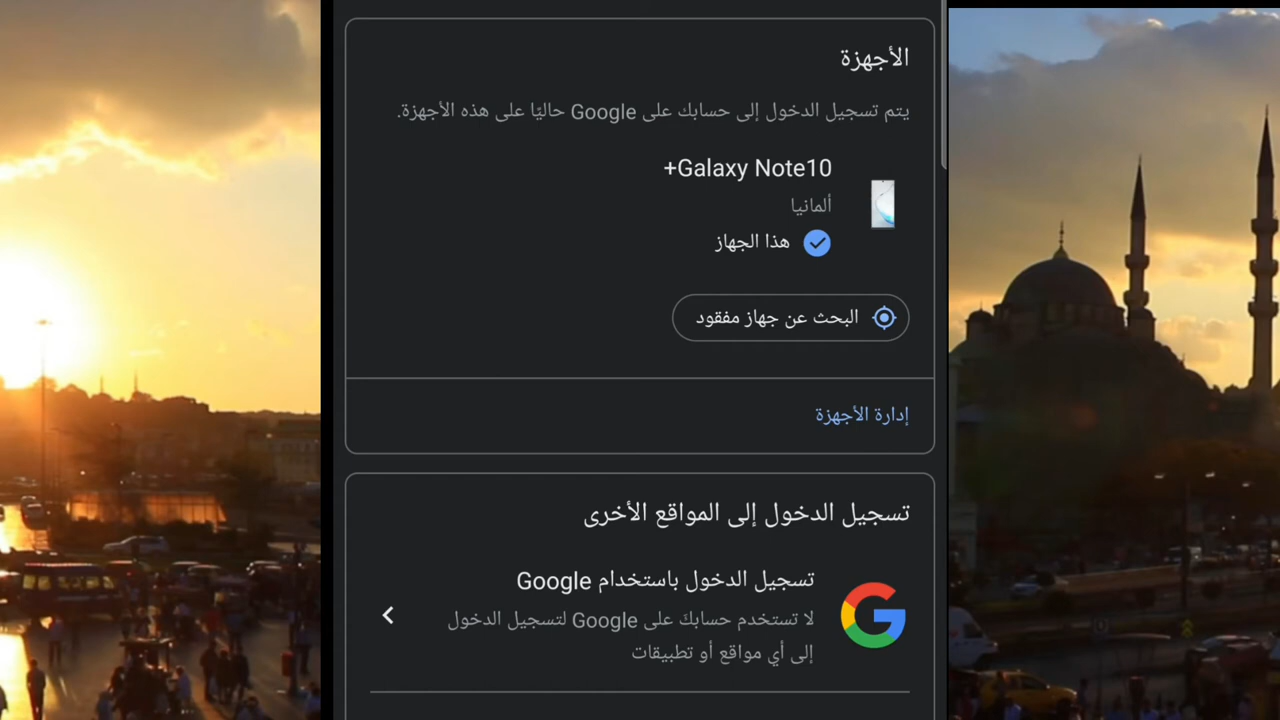 الأجهزة
يتم تسجيل الدخول إلى حسابك على Google حاليًا على هذه الأجهزة.
Galaxy Note10+
ألمانيا
هذا الجهاز
البحث عن جهاز مفقود
إدارة الأجهزة
تسجيل الدخول إلى المواقع الأخرى
تسجيل الدخول باستخدام Google
لا تستخدم حسابك على Google لتسجيل الدخول
إلى أي مواقع أو تطبيقات